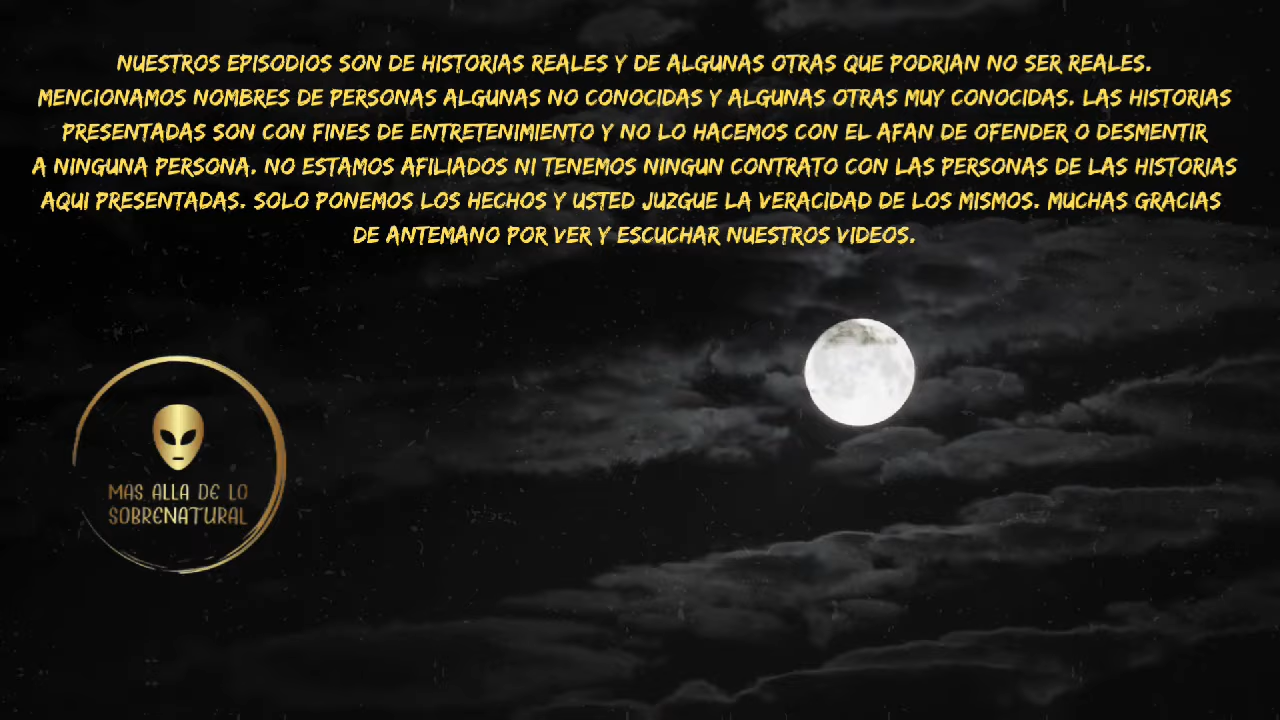 NUESTROS EPISODIOS SON DE HISTORIAS REALES Y DE ALGUNAS OTRAS QUE PODRIAN NO SER REALES.
MENCIONAMOS NOMBRES DE PERSONAS ALGUNAS NO CONOCIDAS Y ALGUNAS OTRAS MUY CONOCIDAS. LAS HISTORIAS
PRESENTADAS SON CON FINES DE ENTRETENIMIENTO Y NO LO HACEMOS CON EL AFAN DE OFENDER O DESMENTIR
A NINGUNA PERSONA. NO ESTAMOS AFILIADOS NI TENEMOS NINGUN CONTRATO CON LAS PERSONAS DE LAS HISTORIAS
AQUI PRESENTADAS. SOLO PONEMOS LOS HECHOS Y USTED JUZGUE LA VERACIDAD DE LOS MISMOS. MUCHAS GRACIAS
DE ANTEMANO POR VER Y ESCUCHAR NUESTROS VIDEOS.
MAS ALLA DE LO
SOBRENATURAL